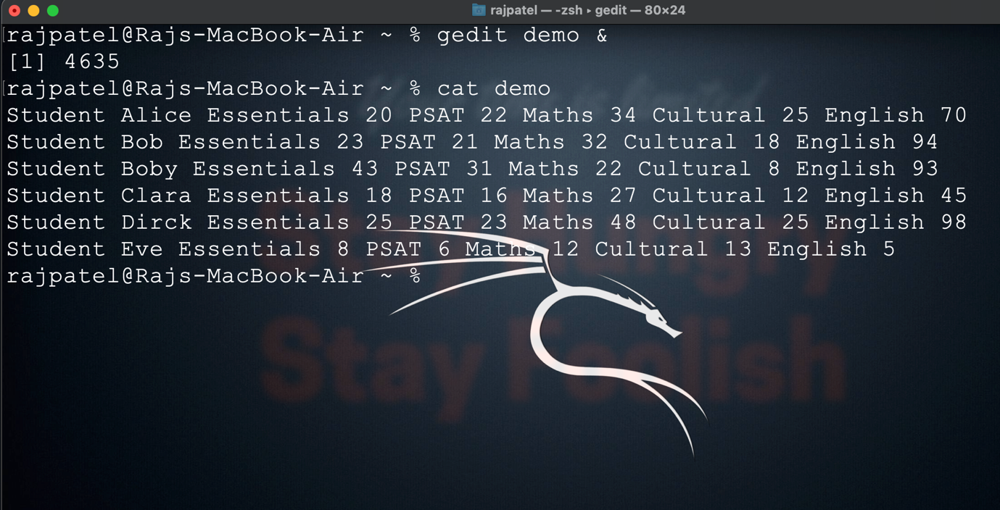 rajpatel — -zsh ▸ gedit — 80×24
rajpatel@Rajs-MacBook-Air ~ % gedit demo &
[1] 4635
rajpatel@Rajs-MacBook-Air ~ % cat demo
Student Alice Essentials 20 PSAT 22 Maths 34 Cultural 25 English 70
Student Bob Essentials 23 PSAT 21 Maths 32 Cultural 18 English 94
Student Boby Essentials 43 PSAT 31 Maths 22 Cultural 8 English 93
Student Clara Essentials 18 PSAT 16 Maths 27 Cultural 12 English 45
Student Dirck Essentials 25 PSAT 23 Maths 48 Cultural 25 English 98
Student Eve Essentials 8 PSAT 6 Maths 12 Cultural 13 English 5
rajpatel@Rajs-MacBook-Air ~ %
Stay Hungry
Stay Foolish